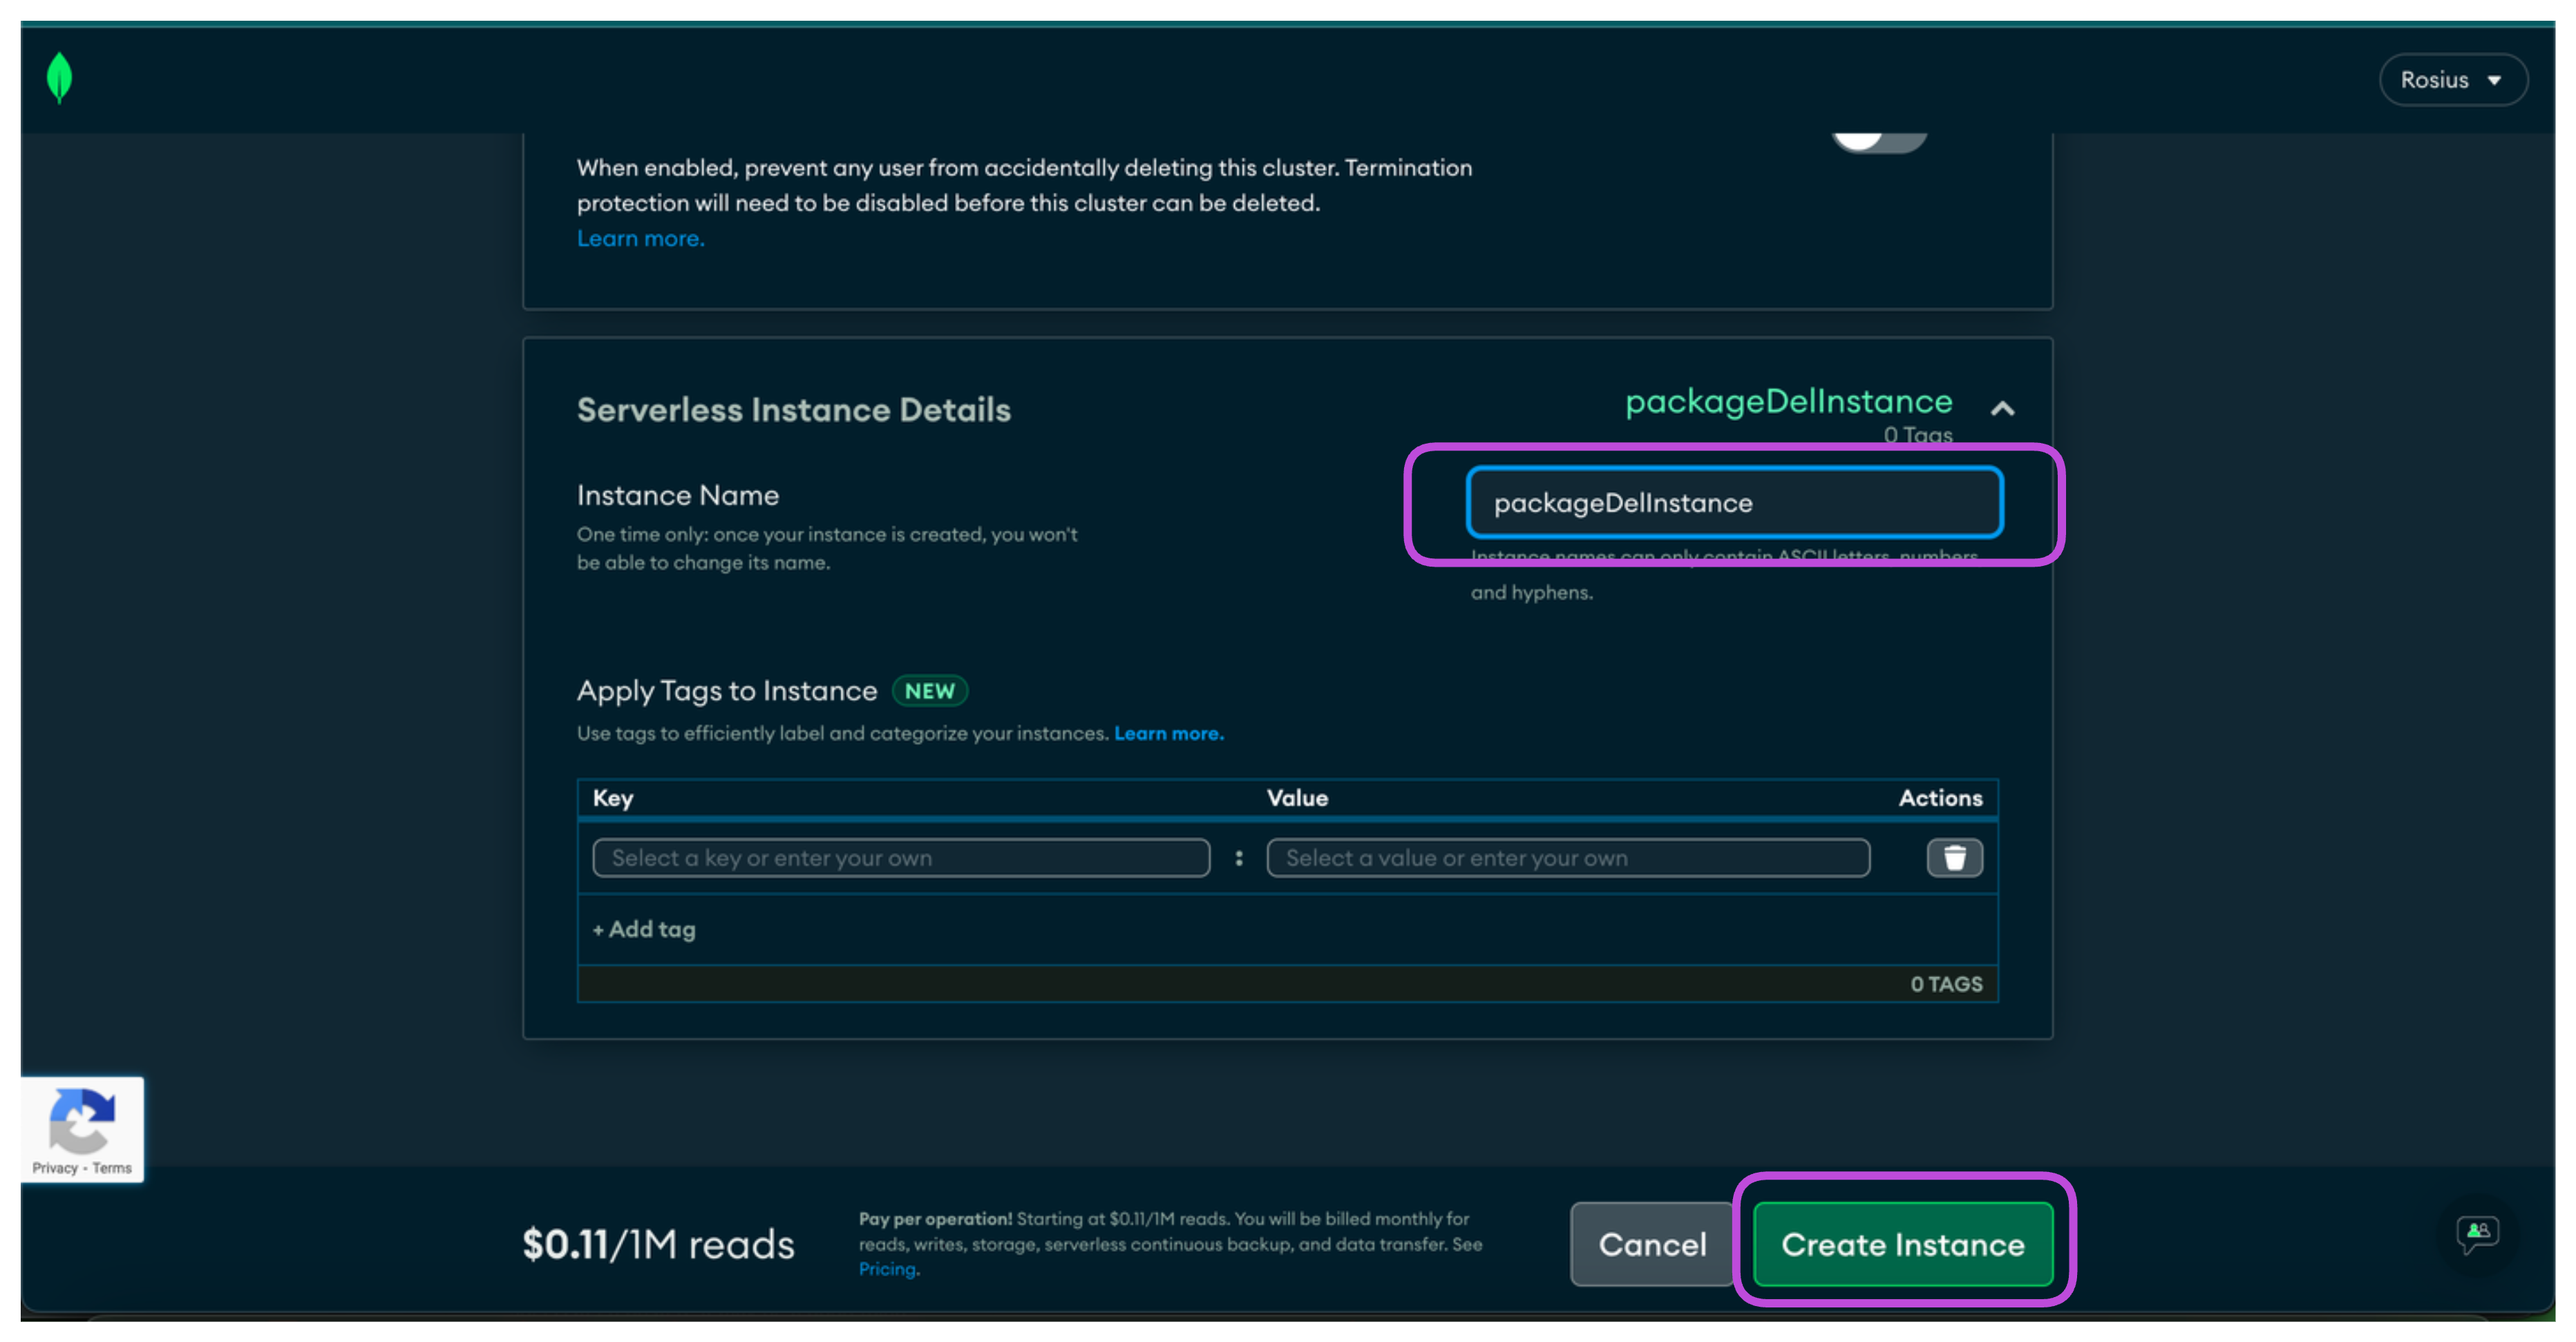 Rosius
When enabled, prevent any user from accidentally deleting this cluster. Termination
protection will need to be disabled before this cluster can be deleted.
Learn more.
Serverless Instance Details
packageDelInstance
0 Tags
Instance Name
packageDelInstance
One time only: once your instance is created, you won't
be able to change its name.
Instance names can only contain ASCII letters, numbers
and hyphens.
Apply Tags to Instance NEW
Use tags to efficiently label and categorize your instances. Learn more.
Key Value Actions
Select a key or enter your own : Select a value or enter your own
+ Add tag
0 TAGS
Privacy - Terms
$0.11/1M reads
Pay per operation! Starting at $0.11/1M reads. You will be billed monthly for
reads, writes, storage, serverless continuous backup, and data transfer. See
Pricing.
Cancel
Create Instance